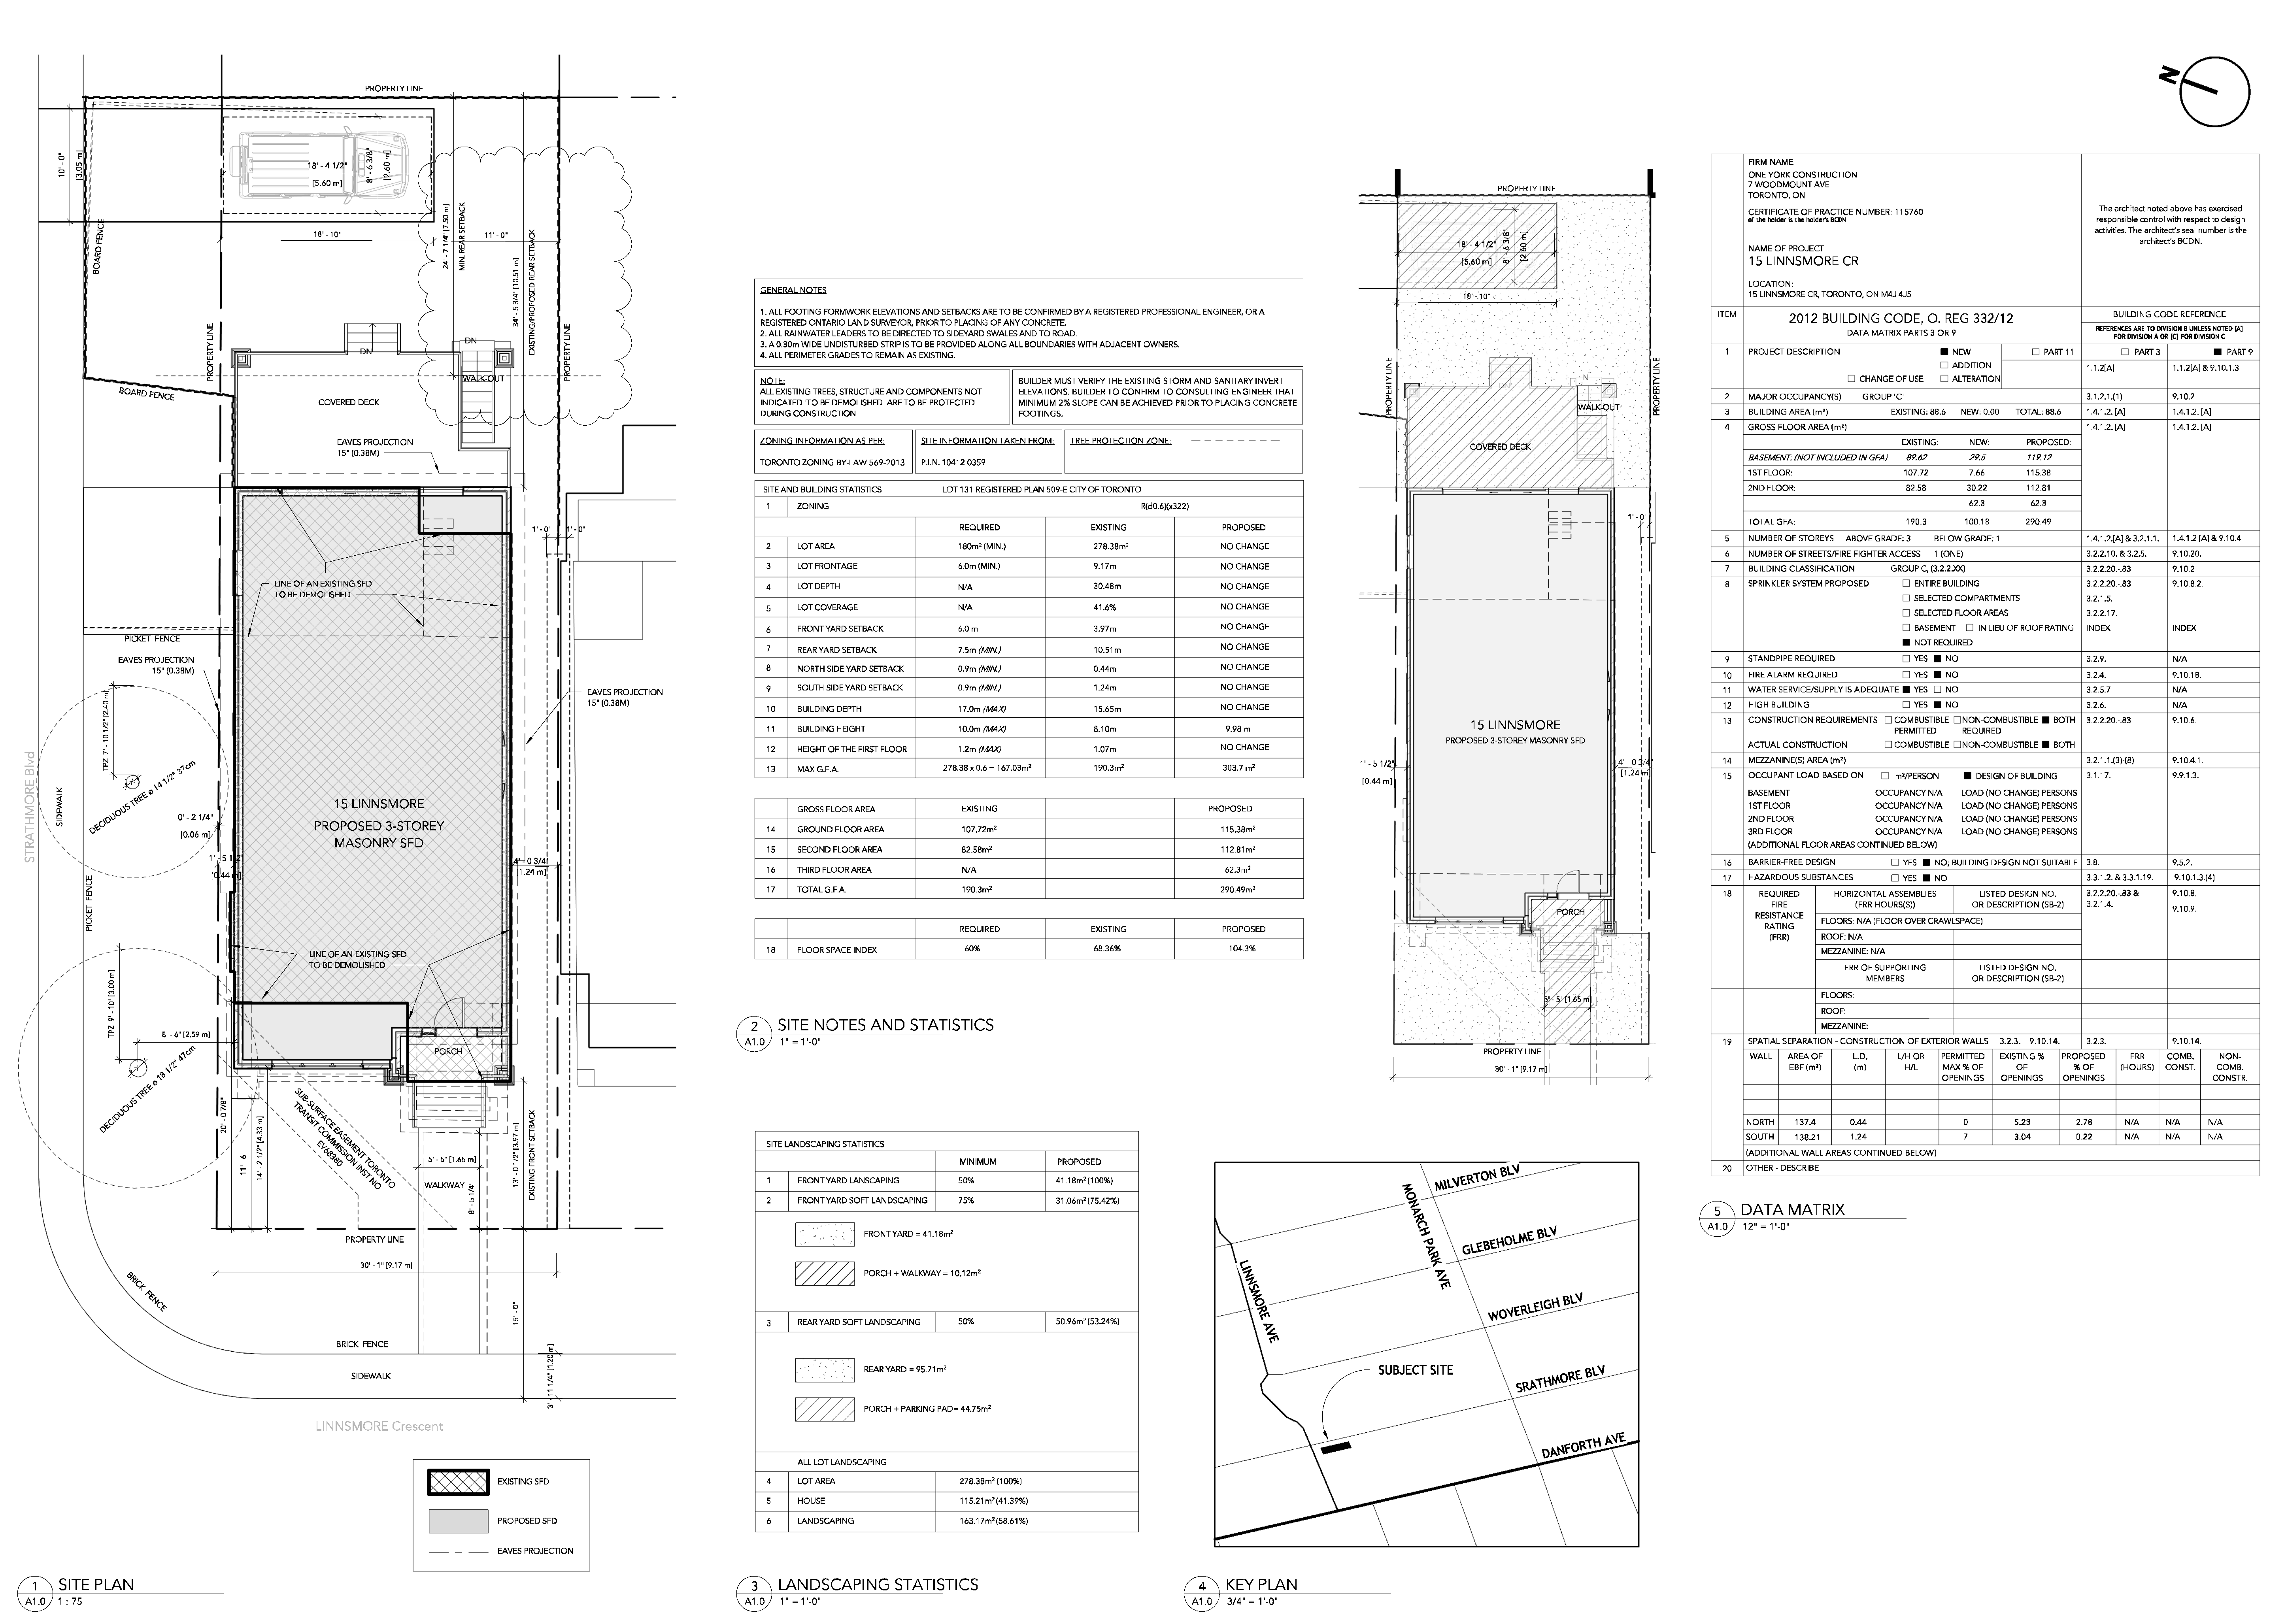 PROPERTY LINE
10' - 0"
[3.05 m]
18' - 4 1/2"
[5.60 m]
8' - 6 3/8"
[2.60 m]
BOARD FENCE
18' - 10"
24' - 7 1/4" [7.50 m]
MIN. REAR SETBACK
11' - 0"
34' - 5 3/4" [10.51 m]
EXISTING/PROPOSED REAR SETBACK
PROPERTY LINE
PROPERTY LINE
DN
DN
WALK-OUT
BOARD FENCE
COVERED DECK
EAVES PROJECTION
15" (0.38M)
1' - 0"
1' - 0"
LINE OF AN EXISTING SFD
TO BE DEMOLISHED
PICKET FENCE
EAVES PROJECTION
15" (0.38M)
EAVES PROJECTION
15" (0.38M)
TPZ 7' - 10 1/2" [2.40 m]
DECIDUOUS TREE ø 14 1/2" 37cm
STRATHMORE Blvd
SIDEWALK
0' - 2 1/4"
[0.06 m]
15 LINNSMORE
PROPOSED 3-STOREY
MASONRY SFD
1' - 5 1/2"
[0.44 m]
4' - 0 3/4"
[1.24 m]
PICKET FENCE
LINE OF AN EXISTING SFD
TO BE DEMOLISHED
TPZ 9' - 10" [3.00 m]
8' - 6" [2.59 m]
DECIDUOUS TREE ø 18 1/2" 47cm
PORCH
SUB-SURFACE EASEMENT TORONTO
TRANSIT COMMISSION INST NO
EV68380
20' - 0 7/8"
11' - 6"
14' - 2 1/2" [4.33 m]
5' - 5" [1.65 m]
WALKWAY
8' - 5 1/4"
13' - 0 1/2" [3.97 m]
EXISTING FRONT SETBACK
PROPERTY LINE
30' - 1" [9.17 m]
BRICK FENCE
15' - 0"
BRICK FENCE
SIDEWALK
3' - 11 1/4" [1.20 m]
LINNSMORE Crescent
EXISTING SFD
PROPOSED SFD
EAVES PROJECTION
1
A1.0
SITE PLAN
1 : 75
GENERAL NOTES
1. ALL FOOTING FORMWORK ELEVATIONS AND SETBACKS ARE TO BE CONFIRMED BY A REGISTERED PROFESSIONAL ENGINEER, OR A
REGISTERED ONTARIO LAND SURVEYOR, PRIOR TO PLACING OF ANY CONCRETE.
2. ALL RAINWATER LEADERS TO BE DIRECTED TO SIDEYARD SWALES AND TO ROAD.
3. A 0.30m WIDE UNDISTURBED STRIP IS TO BE PROVIDED ALONG ALL BOUNDARIES WITH ADJACENT OWNERS.
4. ALL PERIMETER GRADES TO REMAIN AS EXISTING.
NOTE:
ALL EXISTING TREES, STRUCTURE AND COMPONENTS NOT
INDICATED 'TO BE DEMOLISHED' ARE TO BE PROTECTED
DURING CONSTRUCTION
BUILDER MUST VERIFY THE EXISTING STORM AND SANITARY INVERT
ELEVATIONS. BUILDER TO CONFIRM TO CONSULTING ENGINEER THAT
MINIMUM 2% SLOPE CAN BE ACHIEVED PRIOR TO PLACING CONCRETE
FOOTINGS.
ZONING INFORMATION AS PER:
TORONTO ZONING BY-LAW 569-2013
SITE INFORMATION TAKEN FROM:
P.I.N. 10412-0359
TREE PROTECTION ZONE:
SITE AND BUILDING STATISTICS LOT 131 REGISTERED PLAN 509-E CITY OF TORONTO
1 ZONING R(d0.6)(x322)
REQUIRED EXISTING PROPOSED
2 LOT AREA 180m² (MIN.) 278.38m² NO CHANGE
3 LOT FRONTAGE 6.0m (MIN.) 9.17m NO CHANGE
4 LOT DEPTH N/A 30.48m NO CHANGE
5 LOT COVERAGE N/A 41.6% NO CHANGE
6 FRONT YARD SETBACK 6.0 m 3.97m NO CHANGE
7 REAR YARD SETBACK 7.5m (MIN.) 10.51m NO CHANGE
8 NORTH SIDE YARD SETBACK 0.9m (MIN.) 0.44m NO CHANGE
9 SOUTH SIDE YARD SETBACK 0.9m (MIN.) 1.24m NO CHANGE
10 BUILDING DEPTH 17.0m (MAX) 15.65m NO CHANGE
11 BUILDING HEIGHT 10.0m (MAX) 8.10m 9.98 m
12 HEIGHT OF THE FIRST FLOOR 1.2m (MAX) 1.07m NO CHANGE
13 MAX G.F.A. 278.38 x 0.6 = 167.03m² 190.3m² 303.7 m²
GROSS FLOOR AREA EXISTING PROPOSED
14 GROUND FLOOR AREA 107.72m² 115.38m²
15 SECOND FLOOR AREA 82.58m² 112.81m²
16 THIRD FLOOR AREA N/A 62.3m²
17 TOTAL G.F.A. 190.3m² 290.49m²
REQUIRED EXISTING PROPOSED
18 FLOOR SPACE INDEX 60% 68.36% 104.3%
2
A1.0
SITE NOTES AND STATISTICS
1" = 1'-0"
SITE LANDSCAPING STATISTICS
MINIMUM PROPOSED
1 FRONT YARD LANSCAPING 50% 41.18m² (100%)
2 FRONT YARD SOFT LANDSCAPING 75% 31.06m² (75.42%)
FRONT YARD = 41.18m²
PORCH + WALKWAY = 10.12m²
3 REAR YARD SOFT LANDSCAPING 50% 50.96m² (53.24%)
REAR YARD = 95.71m²
PORCH + PARKING PAD= 44.75m²
ALL LOT LANDSCAPING
4 LOT AREA 278.38m² (100%)
5 HOUSE 115.21m² (41.39%)
6 LANDSCAPING 163.17m² (58.61%)
3
A1.0
LANDSCAPING STATISTICS
1" = 1'-0"
PROPERTY LINE
18' - 4 1/2"
[5.60 m]
8' - 6 3/8"
[2.60 m]
18' - 10"
PROPERTY LINE
PROPERTY LINE
WALK-OUT
COVERED DECK
1' - 0"
15 LINNSMORE
PROPOSED 3-STOREY MASONRY SFD
1' - 5 1/2"
[0.44 m]
4' - 0 3/4"
[1.24 m]
PORCH
5' - 5" [1.65 m]
PROPERTY LINE
30' - 1" [9.17 m]
MILVERTON BLV
MONARCH PARK AVE
GLEBEHOLME BLV
LINNSMORE AVE
WOVERLEIGH BLV
SUBJECT SITE
SRATHMORE BLV
DANFORTH AVE
4
A1.0
KEY PLAN
3/4" = 1'-0"
N
FIRM NAME
ONE YORK CONSTRUCTION
7 WOODMOUNT AVE
TORONTO, ON
CERTIFICATE OF PRACTICE NUMBER: 115760
of the holder is the holder's BCDN
NAME OF PROJECT
15 LINNSMORE CR
LOCATION:
15 LINNSMORE CR, TORONTO, ON M4J 4J5
The architect noted above has exercised
responsible control with respect to design
activities. The architect's seal number is the
architect's BCDN.
ITEM 2012 BUILDING CODE, O. REG 332/12 BUILDING CODE REFERENCE
DATA MATRIX PARTS 3 OR 9
REFERENCES ARE TO DIVISION B UNLESS NOTED [A]
FOR DIVISION A OR [C] FOR DIVISION C
1 PROJECT DESCRIPTION ■ NEW □ PART 11 □ PART 3 ■ PART 9
□ ADDITION 1.1.2[A] 1.1.2[A] & 9.10.1.3
□ CHANGE OF USE □ ALTERATION
2 MAJOR OCCUPANCY(S) GROUP 'C' 3.1.2.1.(1) 9.10.2
3 BUILDING AREA (m²) EXISTING: 88.6 NEW: 0.00 TOTAL: 88.6 1.4.1.2. [A] 1.4.1.2. [A]
4 GROSS FLOOR AREA (m²) 1.4.1.2. [A] 1.4.1.2. [A]
EXISTING: NEW: PROPOSED:
BASEMENT: (NOT INCLUDED IN GFA) 89.62 29.5 119.12
1ST FLOOR: 107.72 7.66 115.38
2ND FLOOR: 82.58 30.22 112.81
62.3 62.3
TOTAL GFA: 190.3 100.18 290.49
5 NUMBER OF STOREYS ABOVE GRADE: 3 BELOW GRADE: 1 1.4.1.2.[A] & 3.2.1.1. 1.4.1.2 [A] & 9.10.4
6 NUMBER OF STREETS/FIRE FIGHTER ACCESS 1 (ONE) 3.2.2.10. & 3.2.5. 9.10.20.
7 BUILDING CLASSIFICATION GROUP C, (3.2.2.XX) 3.2.2.20.-.83 9.10.2
8 SPRINKLER SYSTEM PROPOSED □ ENTIRE BUILDING 3.2.2.20.-.83 9.10.8.2.
□ SELECTED COMPARTMENTS 3.2.1.5.
□ SELECTED FLOOR AREAS 3.2.2.17.
□ BASEMENT □ IN LIEU OF ROOF RATING INDEX INDEX
■ NOT REQUIRED
9 STANDPIPE REQUIRED □ YES ■ NO 3.2.9. N/A
10 FIRE ALARM REQUIRED □ YES ■ NO 3.2.4. 9.10.18.
11 WATER SERVICE/SUPPLY IS ADEQUATE ■ YES □ NO 3.2.5.7 N/A
12 HIGH BUILDING □ YES ■ NO 3.2.6. N/A
13 CONSTRUCTION REQUIREMENTS □ COMBUSTIBLE □ NON-COMBUSTIBLE ■ BOTH 3.2.2.20.-.83 9.10.6.
PERMITTED REQUIRED
ACTUAL CONSTRUCTION □ COMBUSTIBLE □ NON-COMBUSTIBLE ■ BOTH
14 MEZZANINE(S) AREA (m²) 3.2.1.1.(3)-(8) 9.10.4.1.
15 OCCUPANT LOAD BASED ON □ m²/PERSON ■ DESIGN OF BUILDING 3.1.17. 9.9.1.3.
BASEMENT OCCUPANCY N/A LOAD (NO CHANGE) PERSONS
1ST FLOOR OCCUPANCY N/A LOAD (NO CHANGE) PERSONS
2ND FLOOR OCCUPANCY N/A LOAD (NO CHANGE) PERSONS
3RD FLOOR OCCUPANCY N/A LOAD (NO CHANGE) PERSONS
(ADDITIONAL FLOOR AREAS CONTINUED BELOW)
16 BARRIER-FREE DESIGN □ YES ■ NO; BUILDING DESIGN NOT SUITABLE 3.8. 9.5.2.
17 HAZARDOUS SUBSTANCES □ YES ■ NO 3.3.1.2. & 3.3.1.19. 9.10.1.3.(4)
18 REQUIRED FIRE RESISTANCE RATING (FRR)
HORIZONTAL ASSEMBLIES (FRR HOURS(S))
LISTED DESIGN NO. OR DESCRIPTION (SB-2)
3.2.2.20.-.83 & 3.2.1.4.
9.10.8.
9.10.9.
FLOORS: N/A (FLOOR OVER CRAWLSPACE)
ROOF: N/A
MEZZANINE: N/A
FRR OF SUPPORTING MEMBERS
LISTED DESIGN NO. OR DESCRIPTION (SB-2)
FLOORS:
ROOF:
MEZZANINE:
19 SPATIAL SEPARATION - CONSTRUCTION OF EXTERIOR WALLS 3.2.3. 9.10.14. 3.2.3. 9.10.14.
WALL AREA OF EBF (m²) L.D. (m) L/H OR H/L PERMITTED MAX % OF OPENINGS EXISTING % OF OPENINGS PROPOSED % OF OPENINGS FRR (HOURS) COMB. CONST. NON-COMB. CONSTR.
NORTH 137.4 0.44 0 5.23 2.78 N/A N/A N/A
SOUTH 138.21 1.24 7 3.04 0.22 N/A N/A N/A
(ADDITIONAL WALL AREAS CONTINUED BELOW)
20 OTHER - DESCRIBE
5
A1.0
DATA MATRIX
12" = 1'-0"